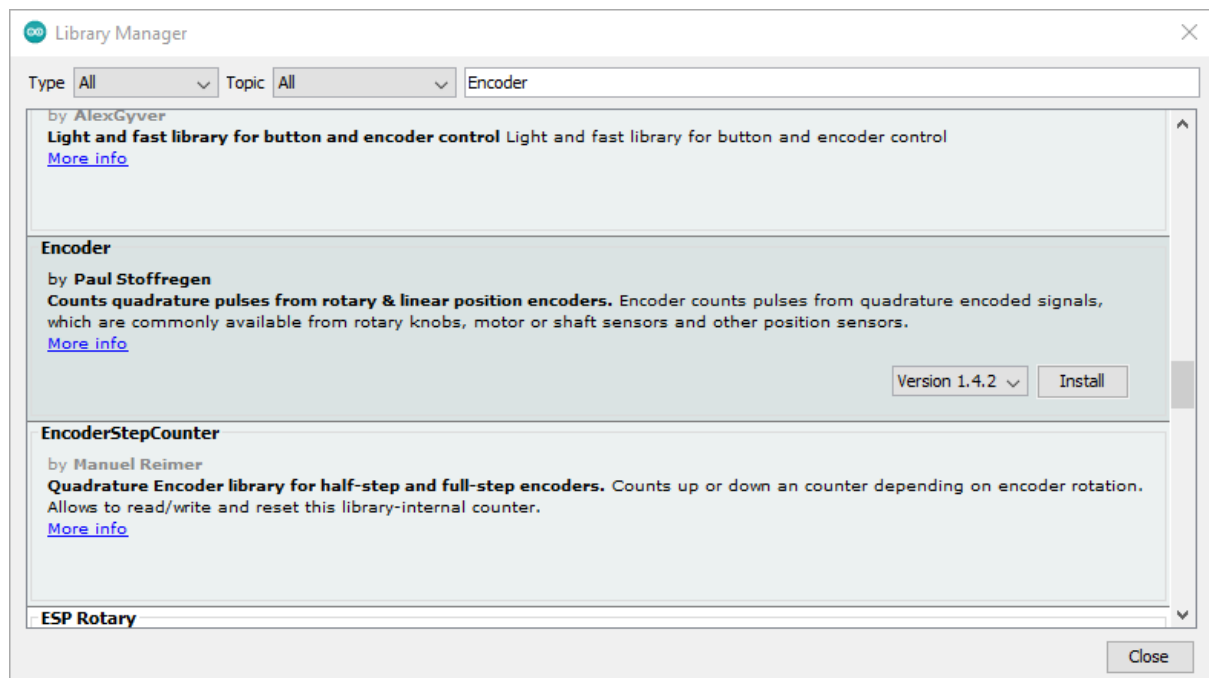 Library Manager
Type All Topic All Encoder
by AlexGyver
Light and fast library for button and encoder control Light and fast library for button and encoder control
More info
Encoder
by Paul Stoffregen
Counts quadrature pulses from rotary & linear position encoders. Encoder counts pulses from quadrature encoded signals,
which are commonly available from rotary knobs, motor or shaft sensors and other position sensors.
More info
Version 1.4.2 Install
EncoderStepCounter
by Manuel Reimer
Quadrature Encoder library for half-step and full-step encoders. Counts up or down an counter depending on encoder rotation.
Allows to read/write and reset this library-internal counter.
More info
ESP Rotary
Close